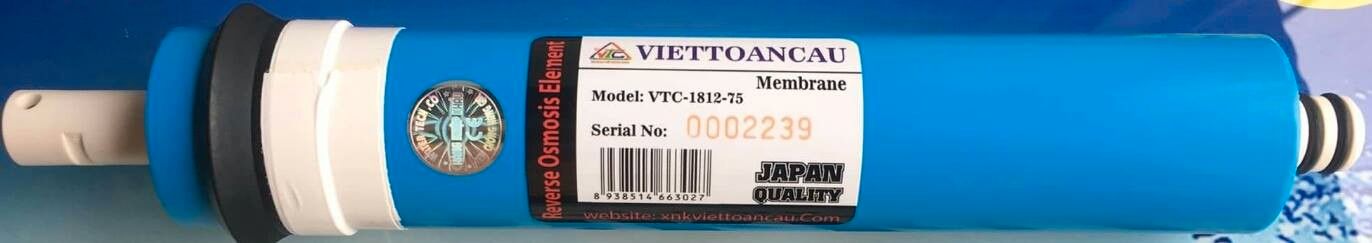 Reverse Osmosis Element
VTC
VIETTOANCAU
Membrane
Model: VTC-1812-75
Serial No: 0002239
8 938514 663027
JAPAN
QUALITY
website: xnkviettoancau.Com